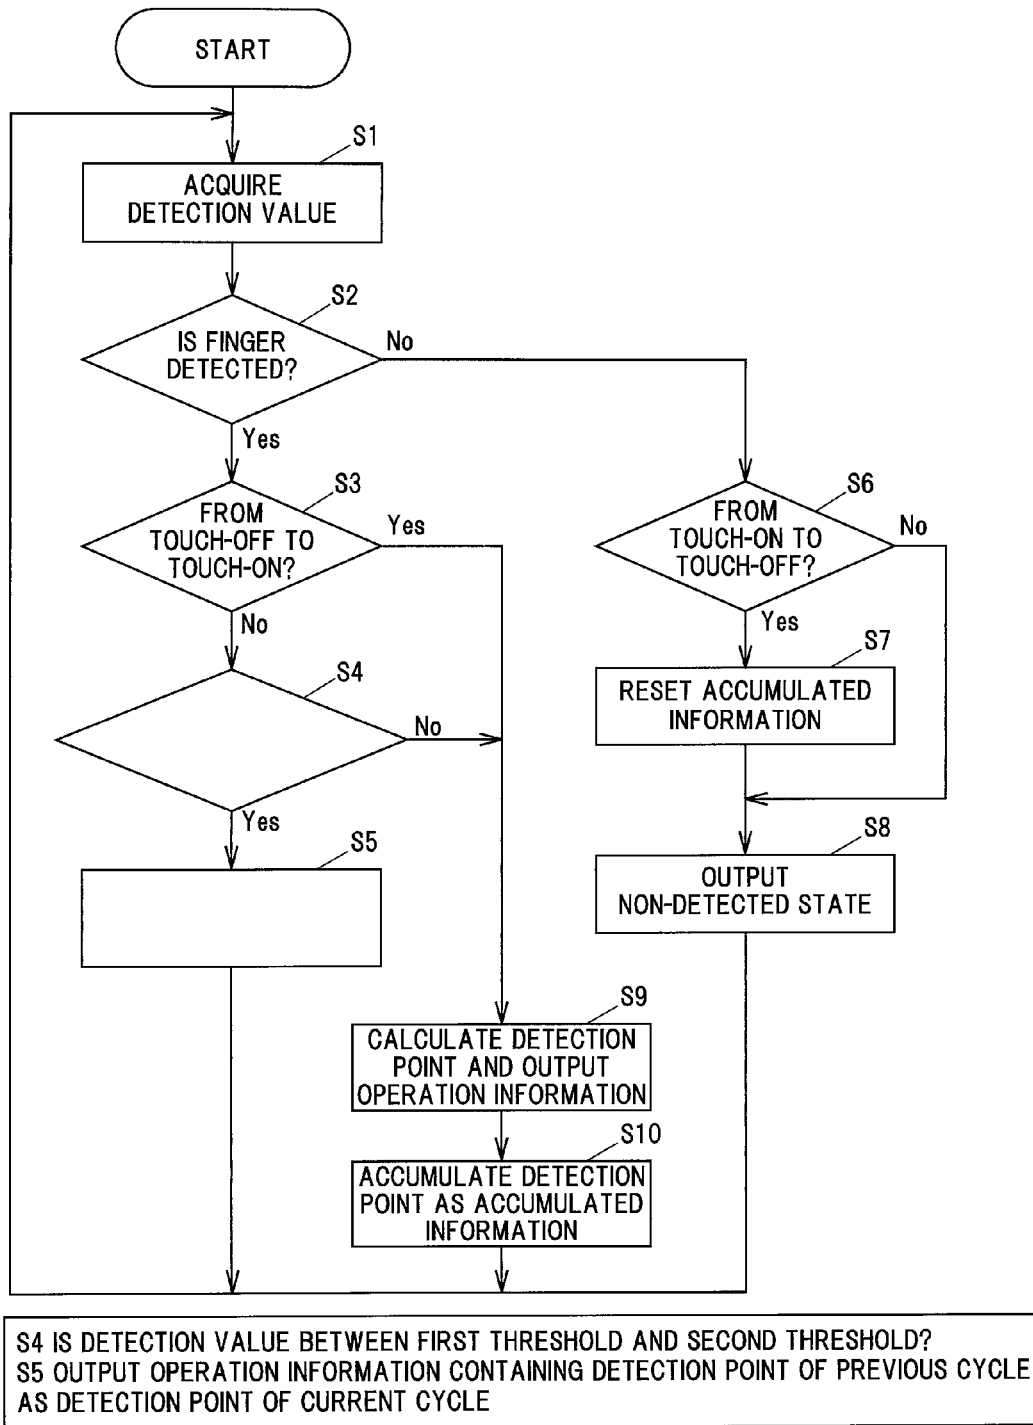 START
S1
ACQUIRE
DETECTION VALUE
S2
IS FINGER
DETECTED?
No
Yes
S3
FROM
TOUCH-OFF TO
TOUCH-ON?
Yes
No
S6
FROM
TOUCH-ON TO
TOUCH-OFF?
No
Yes
S4
No
Yes
S7
RESET ACCUMULATED
INFORMATION
S5
S8
OUTPUT
NON-DETECTED STATE
S9
CALCULATE DETECTION
POINT AND OUTPUT
OPERATION INFORMATION
S10
ACCUMULATE DETECTION
POINT AS ACCUMULATED
INFORMATION
S4 IS DETECTION VALUE BETWEEN FIRST THRESHOLD AND SECOND THRESHOLD?
S5 OUTPUT OPERATION INFORMATION CONTAINING DETECTION POINT OF PREVIOUS CYCLE
AS DETECTION POINT OF CURRENT CYCLE